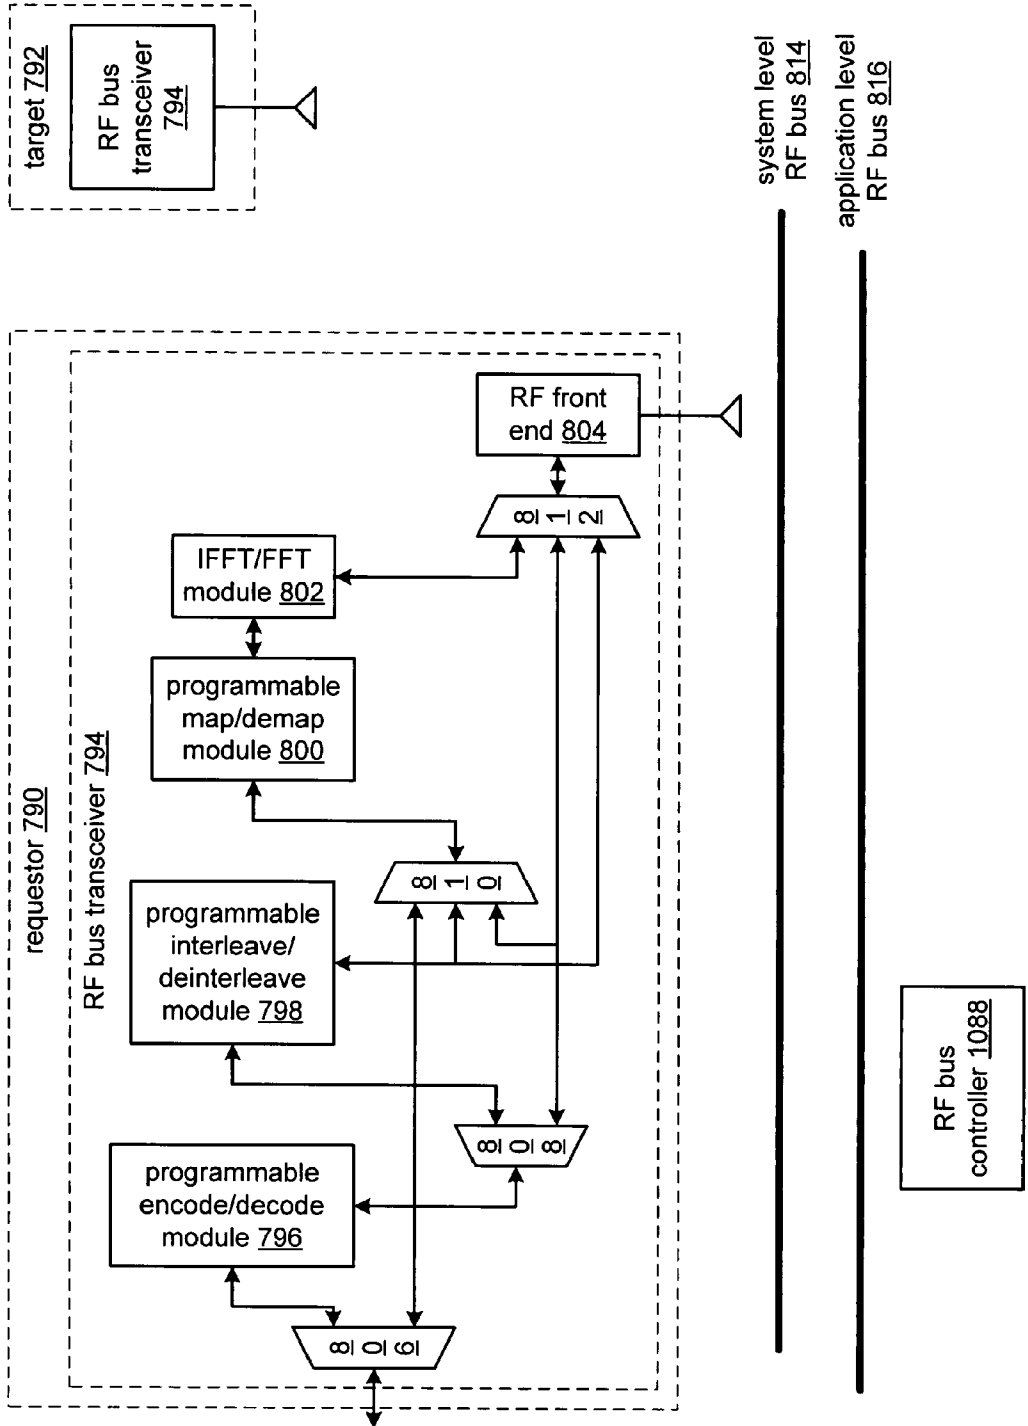 target 792
RF bus
transceiver
794
requestor 790
RF bus transceiver 794
programmable
encode/decode
module 796
programmable
interleave/
deinterleave
module 798
programmable
map/demap
module 800
IFFT/FFT
module 802
RF front
end 804
806
808
810
812
system level
RF bus 814
application level
RF bus 816
RF bus
controller 1088